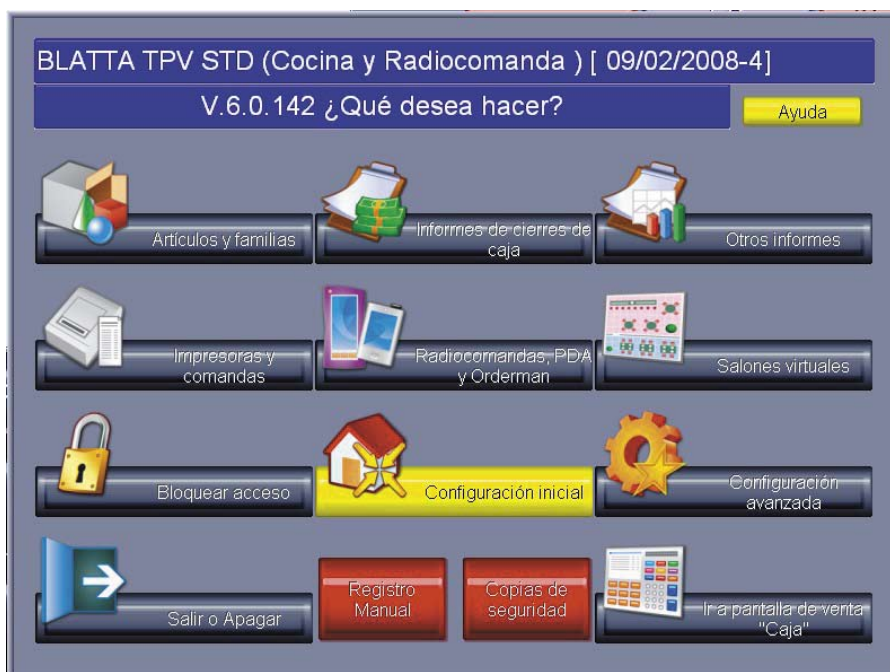 BLATTA TPV STD (Cocina y Radiocomanda ) [ 09/02/2008-4]
V.6.0.142 ¿Qué desea hacer?
Ayuda
Artículos y familias
Informes de cierres de
caja
Otros informes
Impresoras y
comandas
Radiocomandas, PDA
y Orderman
Salones virtuales
Bloquear acceso
Configuración inicial
Configuración
avanzada
Salir o Apagar
Registro
Manual
Copias de
seguridad
Ir a pantalla de venta
"Caja"